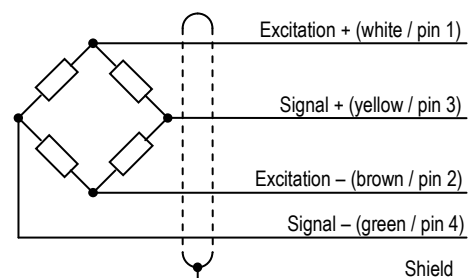 Excitation + (white / pin 1)
Signal + (yellow / pin 3)
Excitation – (brown / pin 2)
Signal – (green / pin 4)
Shield